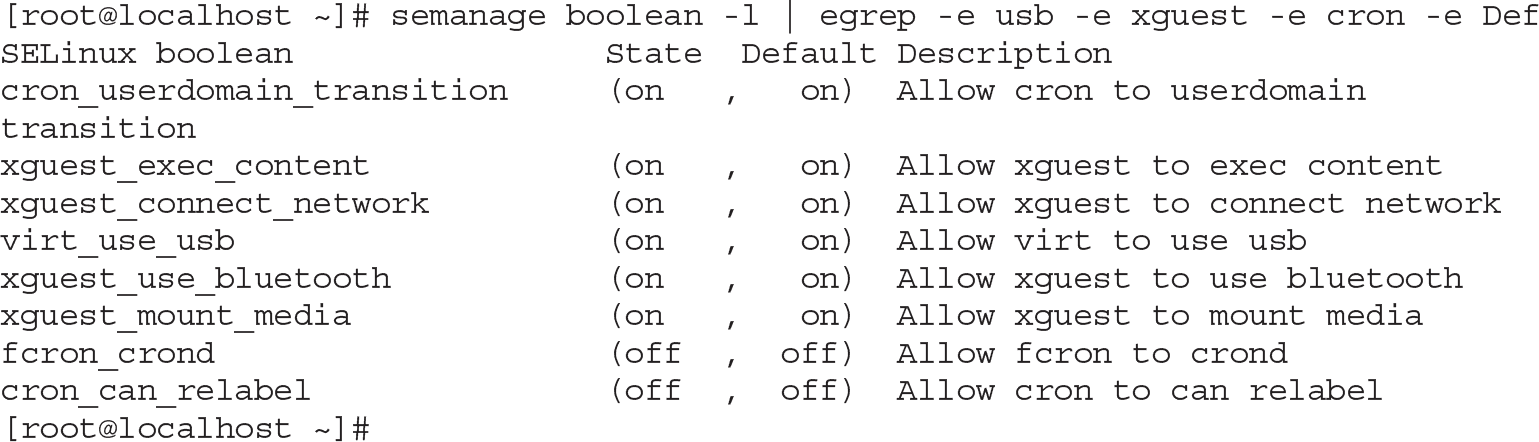 [root@localhost ~]# semanage boolean -l | egrep -e usb -e xguest -e cron -e Def
SELinux boolean                State  Default Description
cron_userdomain_transition     (on   ,   on)  Allow cron to userdomain
transition
xguest_exec_content            (on   ,   on)  Allow xguest to exec content
xguest_connect_network         (on   ,   on)  Allow xguest to connect network
virt_use_usb                   (on   ,   on)  Allow virt to use usb
xguest_use_bluetooth           (on   ,   on)  Allow xguest to use bluetooth
xguest_mount_media             (on   ,   on)  Allow xguest to mount media
fcron_crond                    (off  ,  off)  Allow fcron to crond
cron_can_relabel               (off  ,  off)  Allow cron to can relabel
[root@localhost ~]#